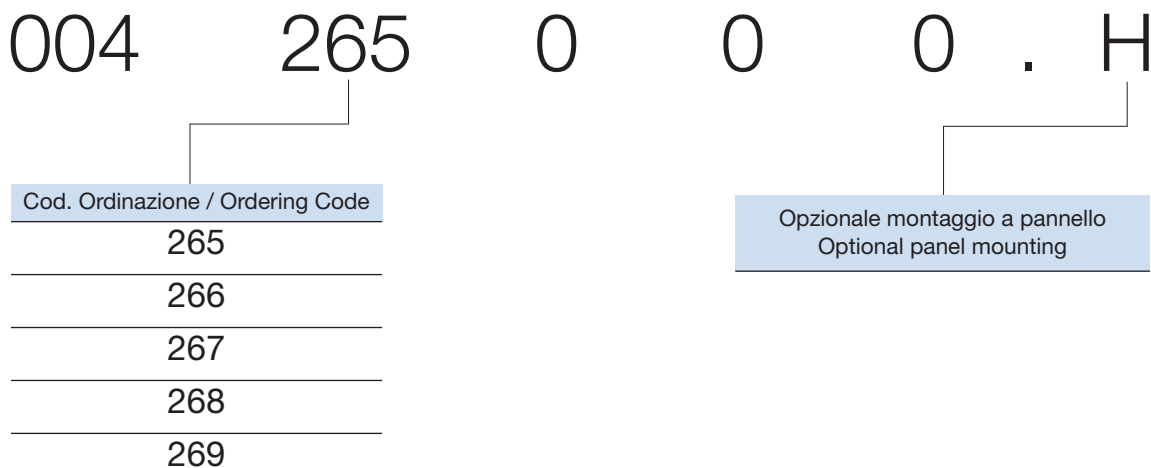 004 265 0 0 0 . H
Cod. Ordinazione / Ordering Code
265
266
267
268
269
Opzionale montaggio a pannello
Optional panel mounting